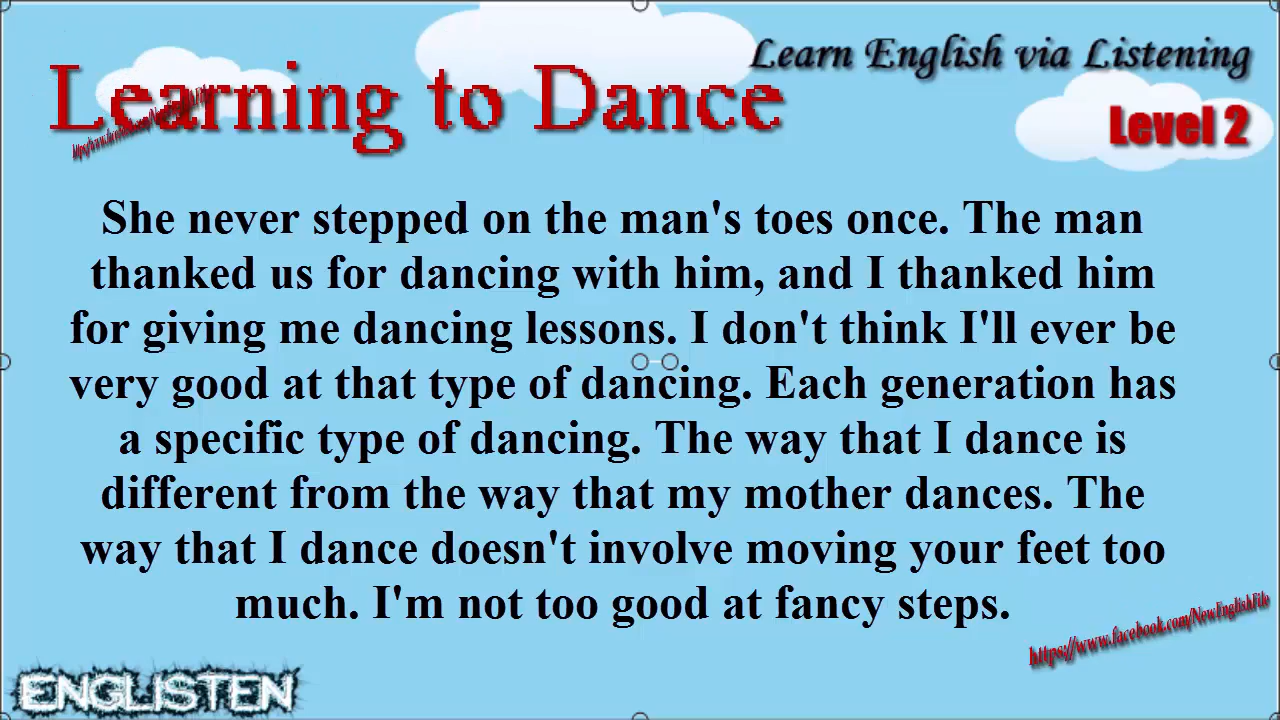 Learn English via Listening
Learning to Dance
Level 2
She never stepped on the man's toes once. The man
thanked us for dancing with him, and I thanked him
for giving me dancing lessons. I don't think I'll ever be
very good at that type of dancing. Each generation has
a specific type of dancing. The way that I dance is
different from the way that my mother dances. The
way that I dance doesn't involve moving your feet too
much. I'm not too good at fancy steps.
https://www.facebook.com/NewEnglishFilo
ENGLISTEN